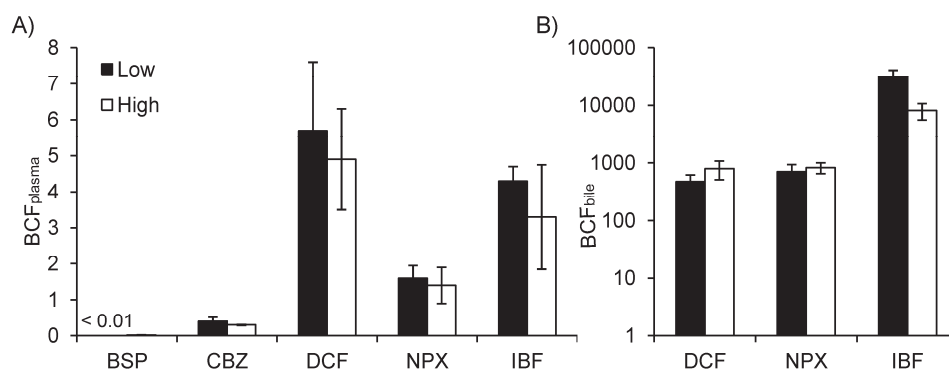 A)
8
7
6
5
4
3
2
1
0
BCFplasma
Low
High
< 0.01
BSP CBZ DCF NPX IBF
B)
100000
10000
1000
100
10
1
BCFbile
DCF NPX IBF